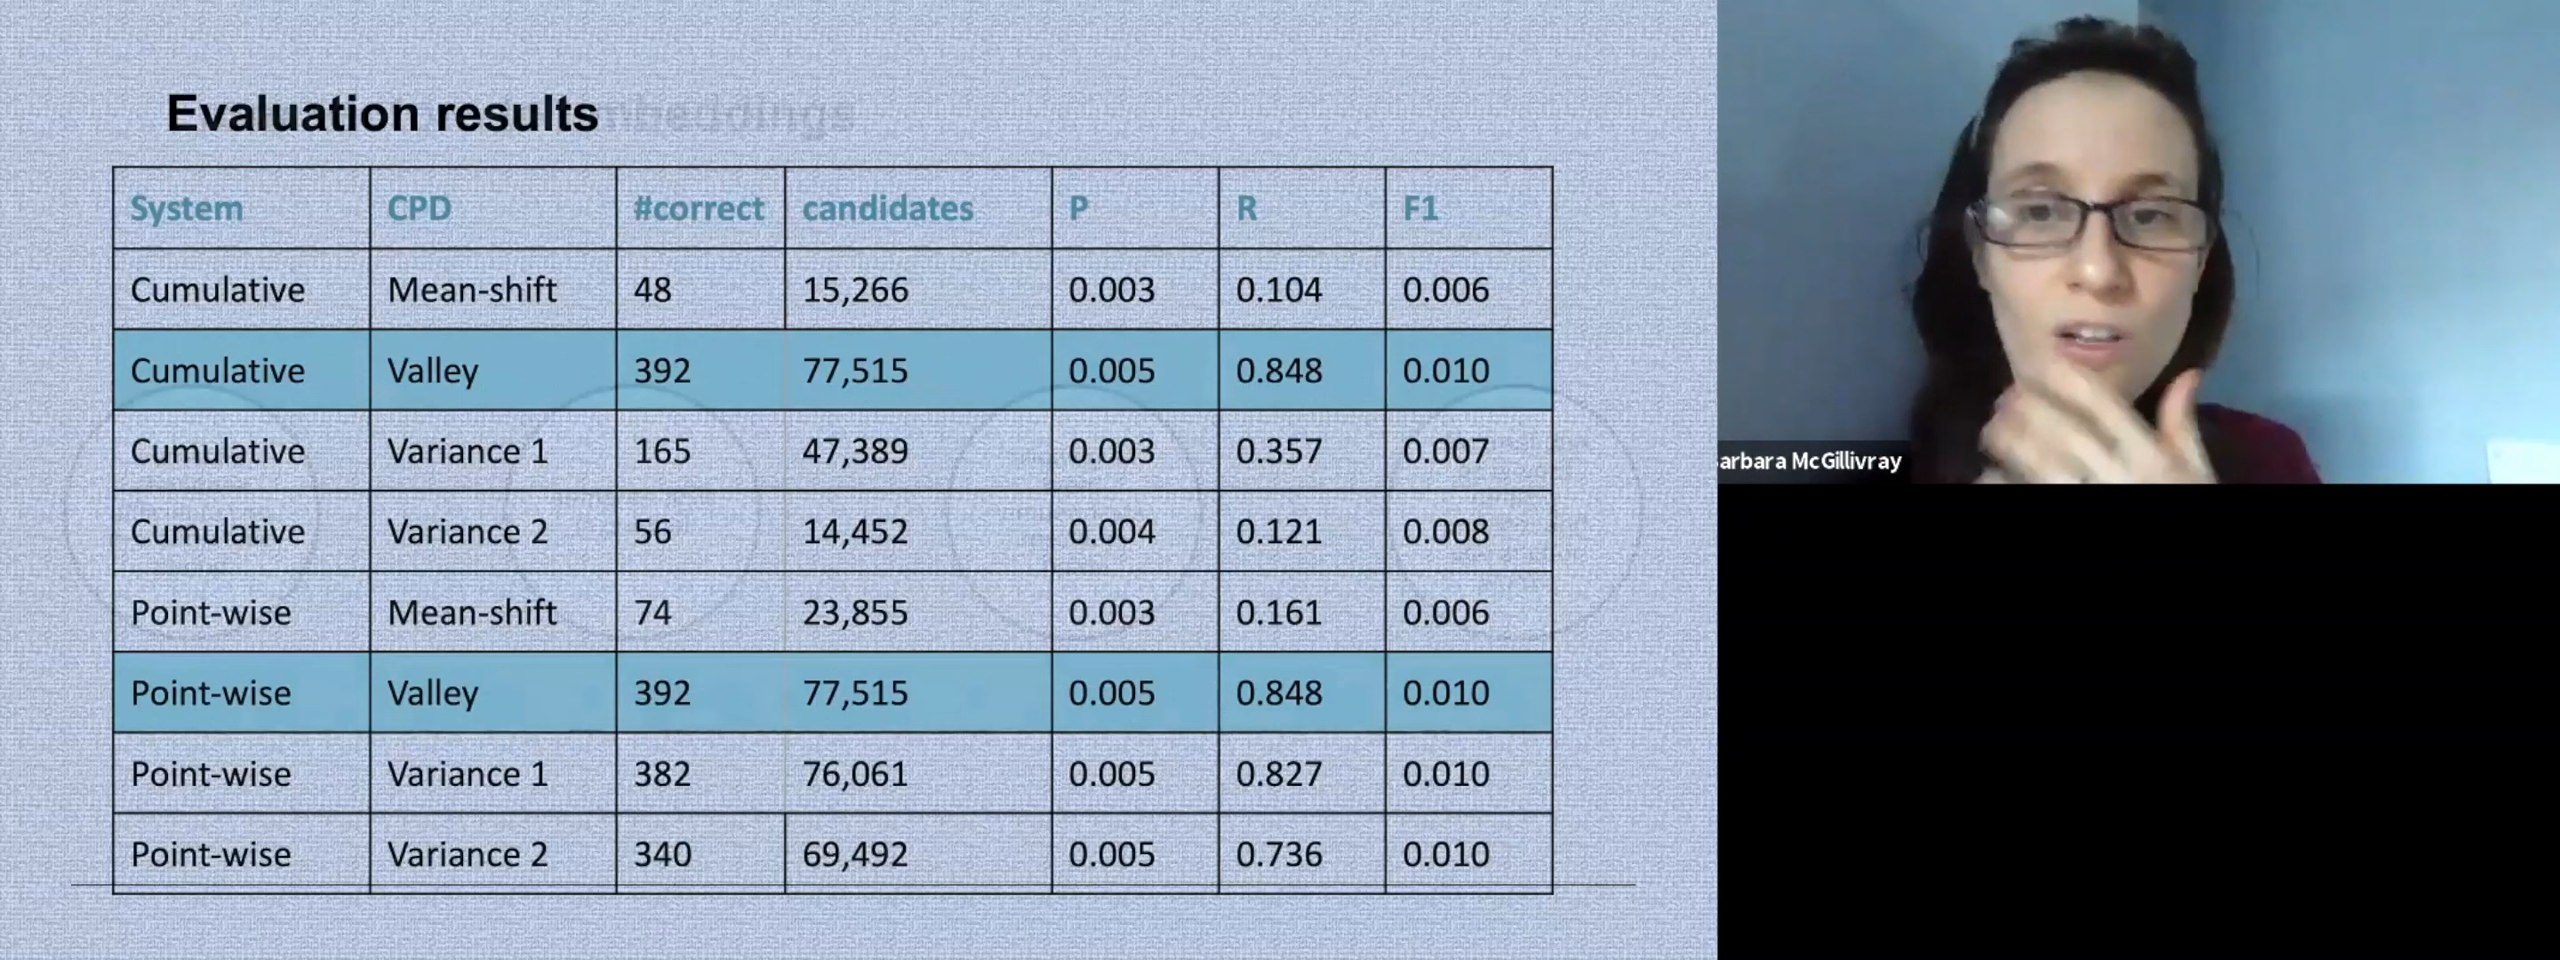 Evaluation results
System CPD #correct candidates P R F1
Cumulative Mean-shift 48 15,266 0.003 0.104 0.006
Cumulative Valley 392 77,515 0.005 0.848 0.010
Cumulative Variance 1 165 47,389 0.003 0.357 0.007
Cumulative Variance 2 56 14,452 0.004 0.121 0.008
Point-wise Mean-shift 74 23,855 0.003 0.161 0.006
Point-wise Valley 392 77,515 0.005 0.848 0.010
Point-wise Variance 1 382 76,061 0.005 0.827 0.010
Point-wise Variance 2 340 69,492 0.005 0.736 0.010
arbara McGillivray